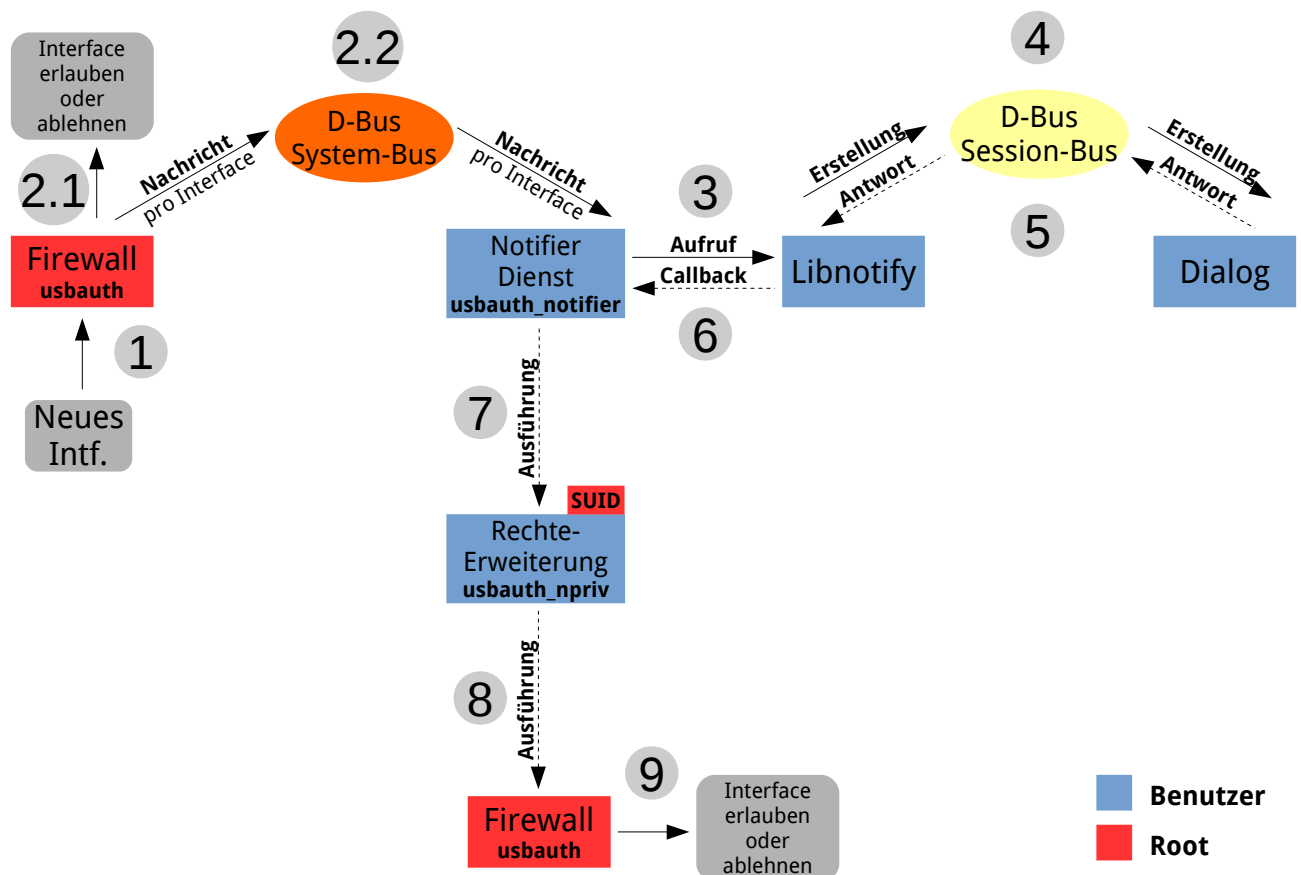 Interface
erlauben
oder
ablehnen
2.1
Firewall
usbauth
1
Neues
Intf.
Nachricht
pro Interface
2.2
D-Bus
System-Bus
Nachricht
pro Interface
Notifier
Dienst
usbauth_notifier
3
Aufruf
Callback
6
Libnotify
Erstellung
Antwort
4
D-Bus
Session-Bus
5
Erstellung
Antwort
Dialog
7
Ausführung
SUID
Rechte-
Erweiterung
usbauth_npriv
8
Ausführung
Firewall
usbauth
9
Interface
erlauben
oder
ablehnen
Benutzer
Root